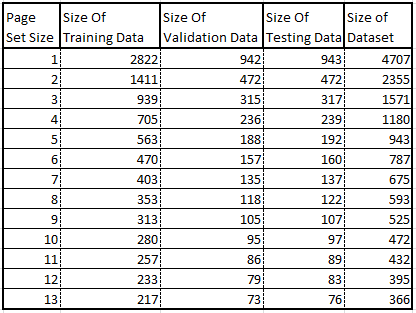 Page Size Of Size Of Size Of Size of
Set Size Training Data Validation Data Testing Data Dataset
1 2822 942 943 4707
2 1411 472 472 2355
3 939 315 317 1571
4 705 236 239 1180
5 563 188 192 943
6 470 157 160 787
7 403 135 137 675
8 353 118 122 593
9 313 105 107 525
10 280 95 97 472
11 257 86 89 432
12 233 79 83 395
13 217 73 76 366